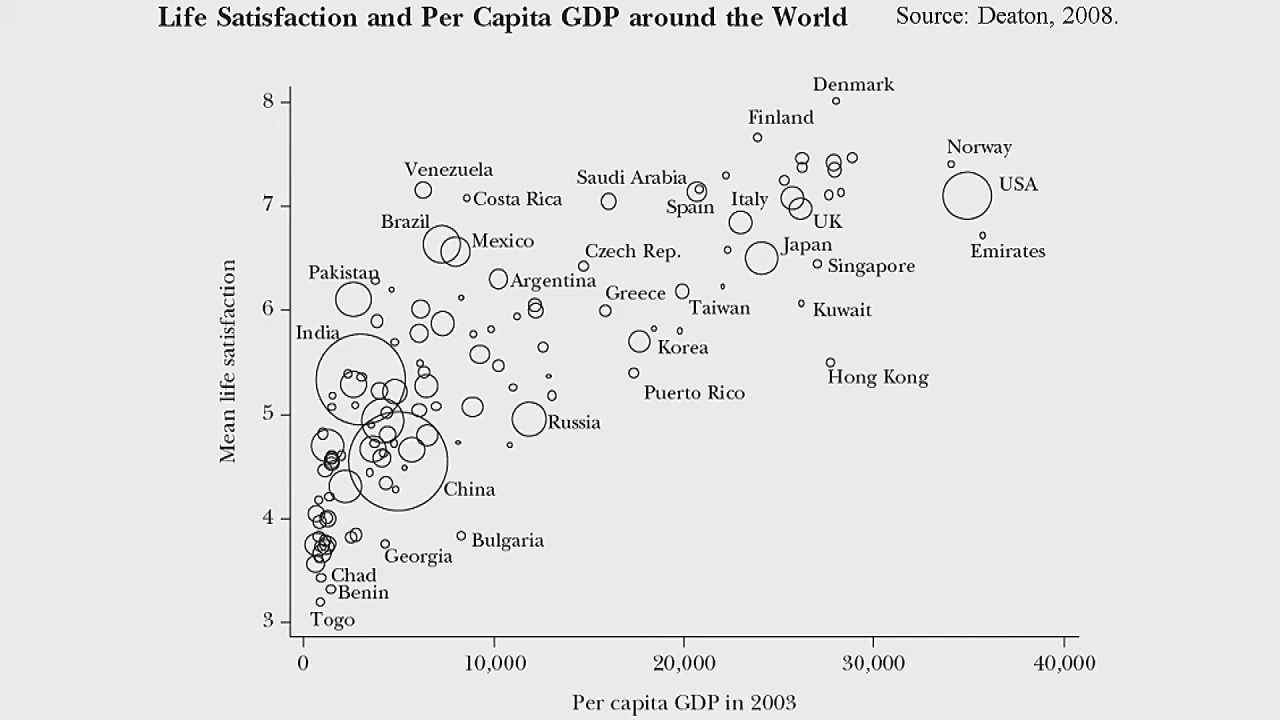 Life Satisfaction and Per Capita GDP around the World
Source: Deaton, 2008.
Denmark
8
Finland
Norway
Venezuela
Saudi Arabia
USA
Costa Rica
Italy
7
Spain
Brazil
UK
Mexico
Japan
Czech Rep.
Emirates
Singapore
Pakistan
Argentina
Greece
6
Taiwan
Kuwait
India
Korea
Hong Kong
Puerto Rico
5
Russia
China
4
Bulgaria
Georgia
Chad
Benin
3
Togo
Mean life satisfaction
0 10,000 20,000 30,000 40,000
Per capita GDP in 2003